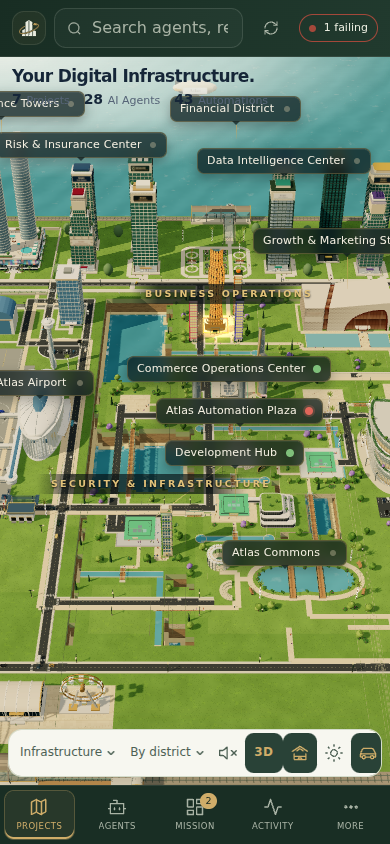 Search agents, re
1 failing
Your Digital Infrastructure.
28 AI Agents 43 Automations
nce Towers
Financial District
Risk & Insurance Center
Data Intelligence Center
Growth & Marketing St
BUSINESS OPERATIONS
Commerce Operations Center
Atlas Airport
Atlas Automation Plaza
Development Hub
SECURITY & INFRASTRUCTURE
Atlas Commons
Infrastructure By district 3D
2
PROJECTS AGENTS MISSION ACTIVITY MORE